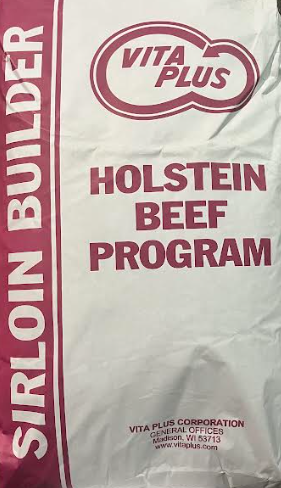 SIRLOIN BUILDER
VITA
PLUS
HOLSTEIN
BEEF
PROGRAM
VITA PLUS CORPORATION
GENERAL OFFICES
Madison, WI 53713
www.vitaplus.com